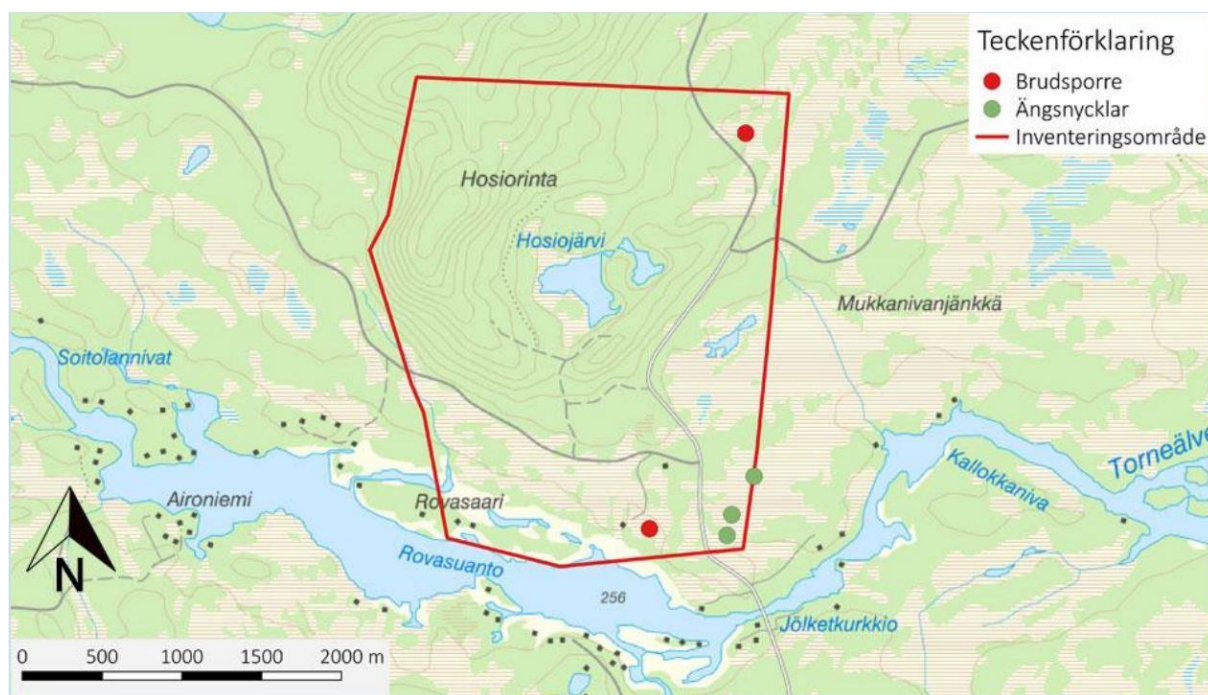 Teckenförklaring
Brudsporre
Ängsnycklar
Inventeringsområde
Hosiorinta
Hosiojärvi
Mukkanivanjänkkä
Soitolannivat
Kallokkaniva
Torneälve
Aironiemi
Rovasaari
Rovasuanto
256
Jölketkurkkio
N
0 500 1000 1500 2000 m